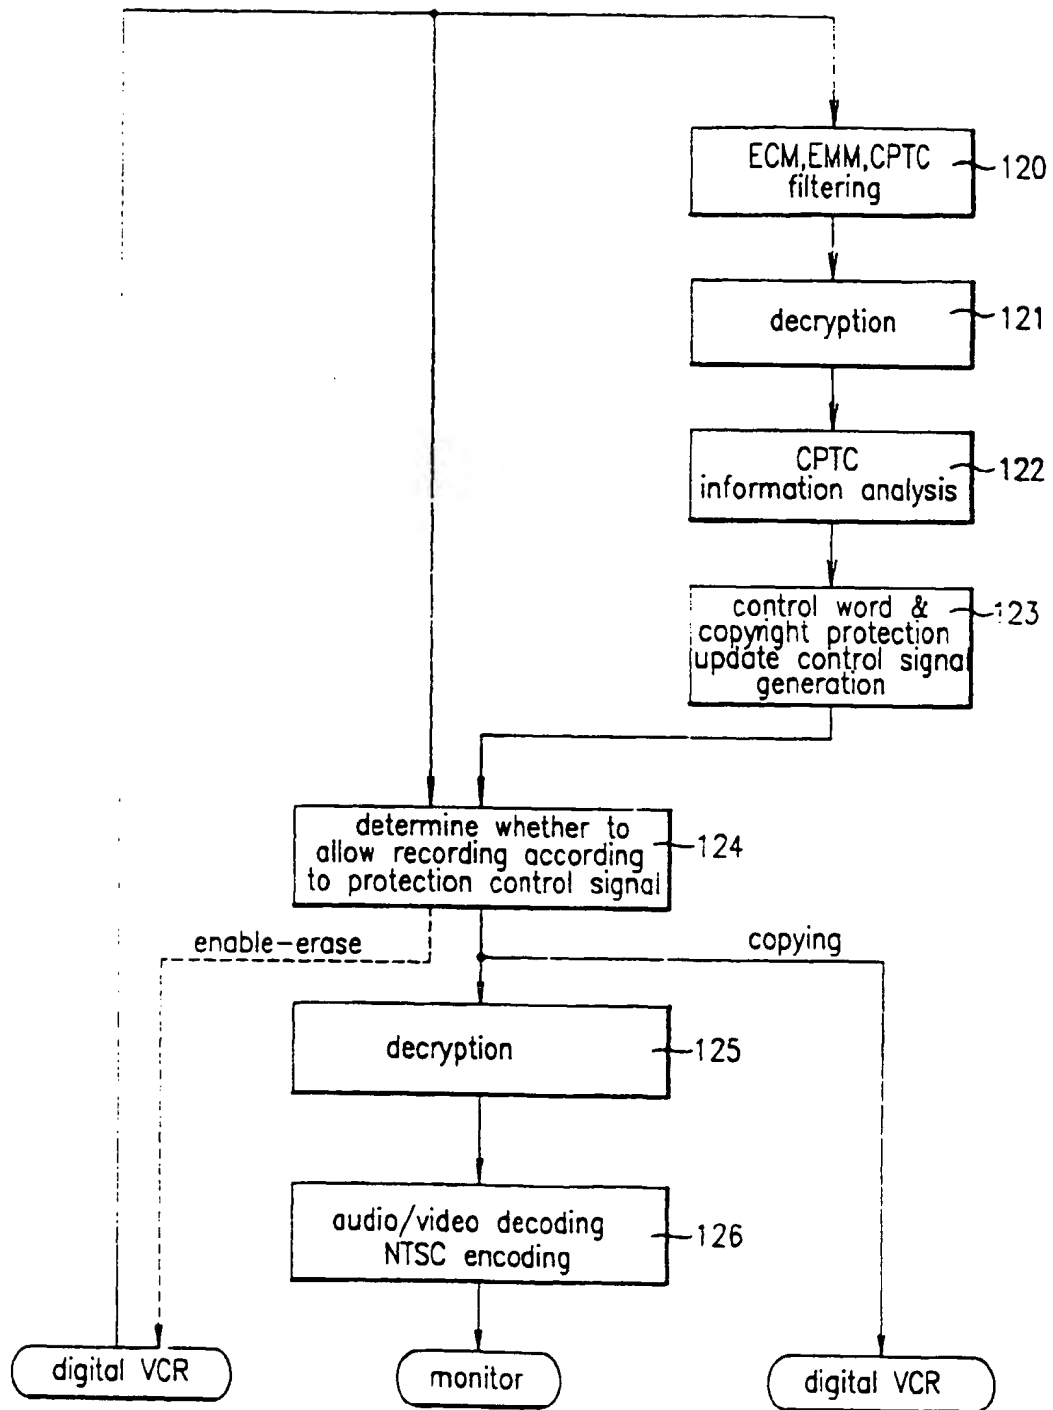 ECM,EMM,CPTC
filtering
120
decryption
121
CPTC
information analysis
122
control word &
copyright protection
update control signal
generation
123
determine whether to
allow recording according
to protection control signal
124
enable-erase
copying
decryption
125
audio/video decoding
NTSC encoding
126
digital VCR
monitor
digital VCR